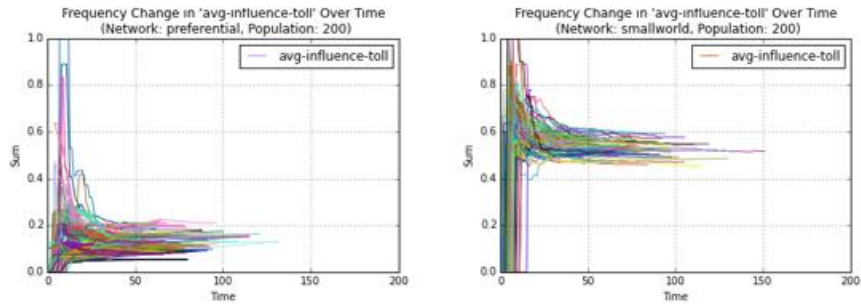 Frequency Change in 'avg-influence-toll' Over Time
(Network: preferential, Population: 200)
1.0
avg-influence-toll
0.8
0.6
Sum
0.4
0.2
0.0
0
50
100
150
200
Time
Frequency Change in 'avg-influence-toll' Over Time
(Network: smallworld, Population: 200)
1.0
avg-influence-toll
0.8
0.6
Sum
0.4
0.2
0.0
0
50
100
150
200
Time